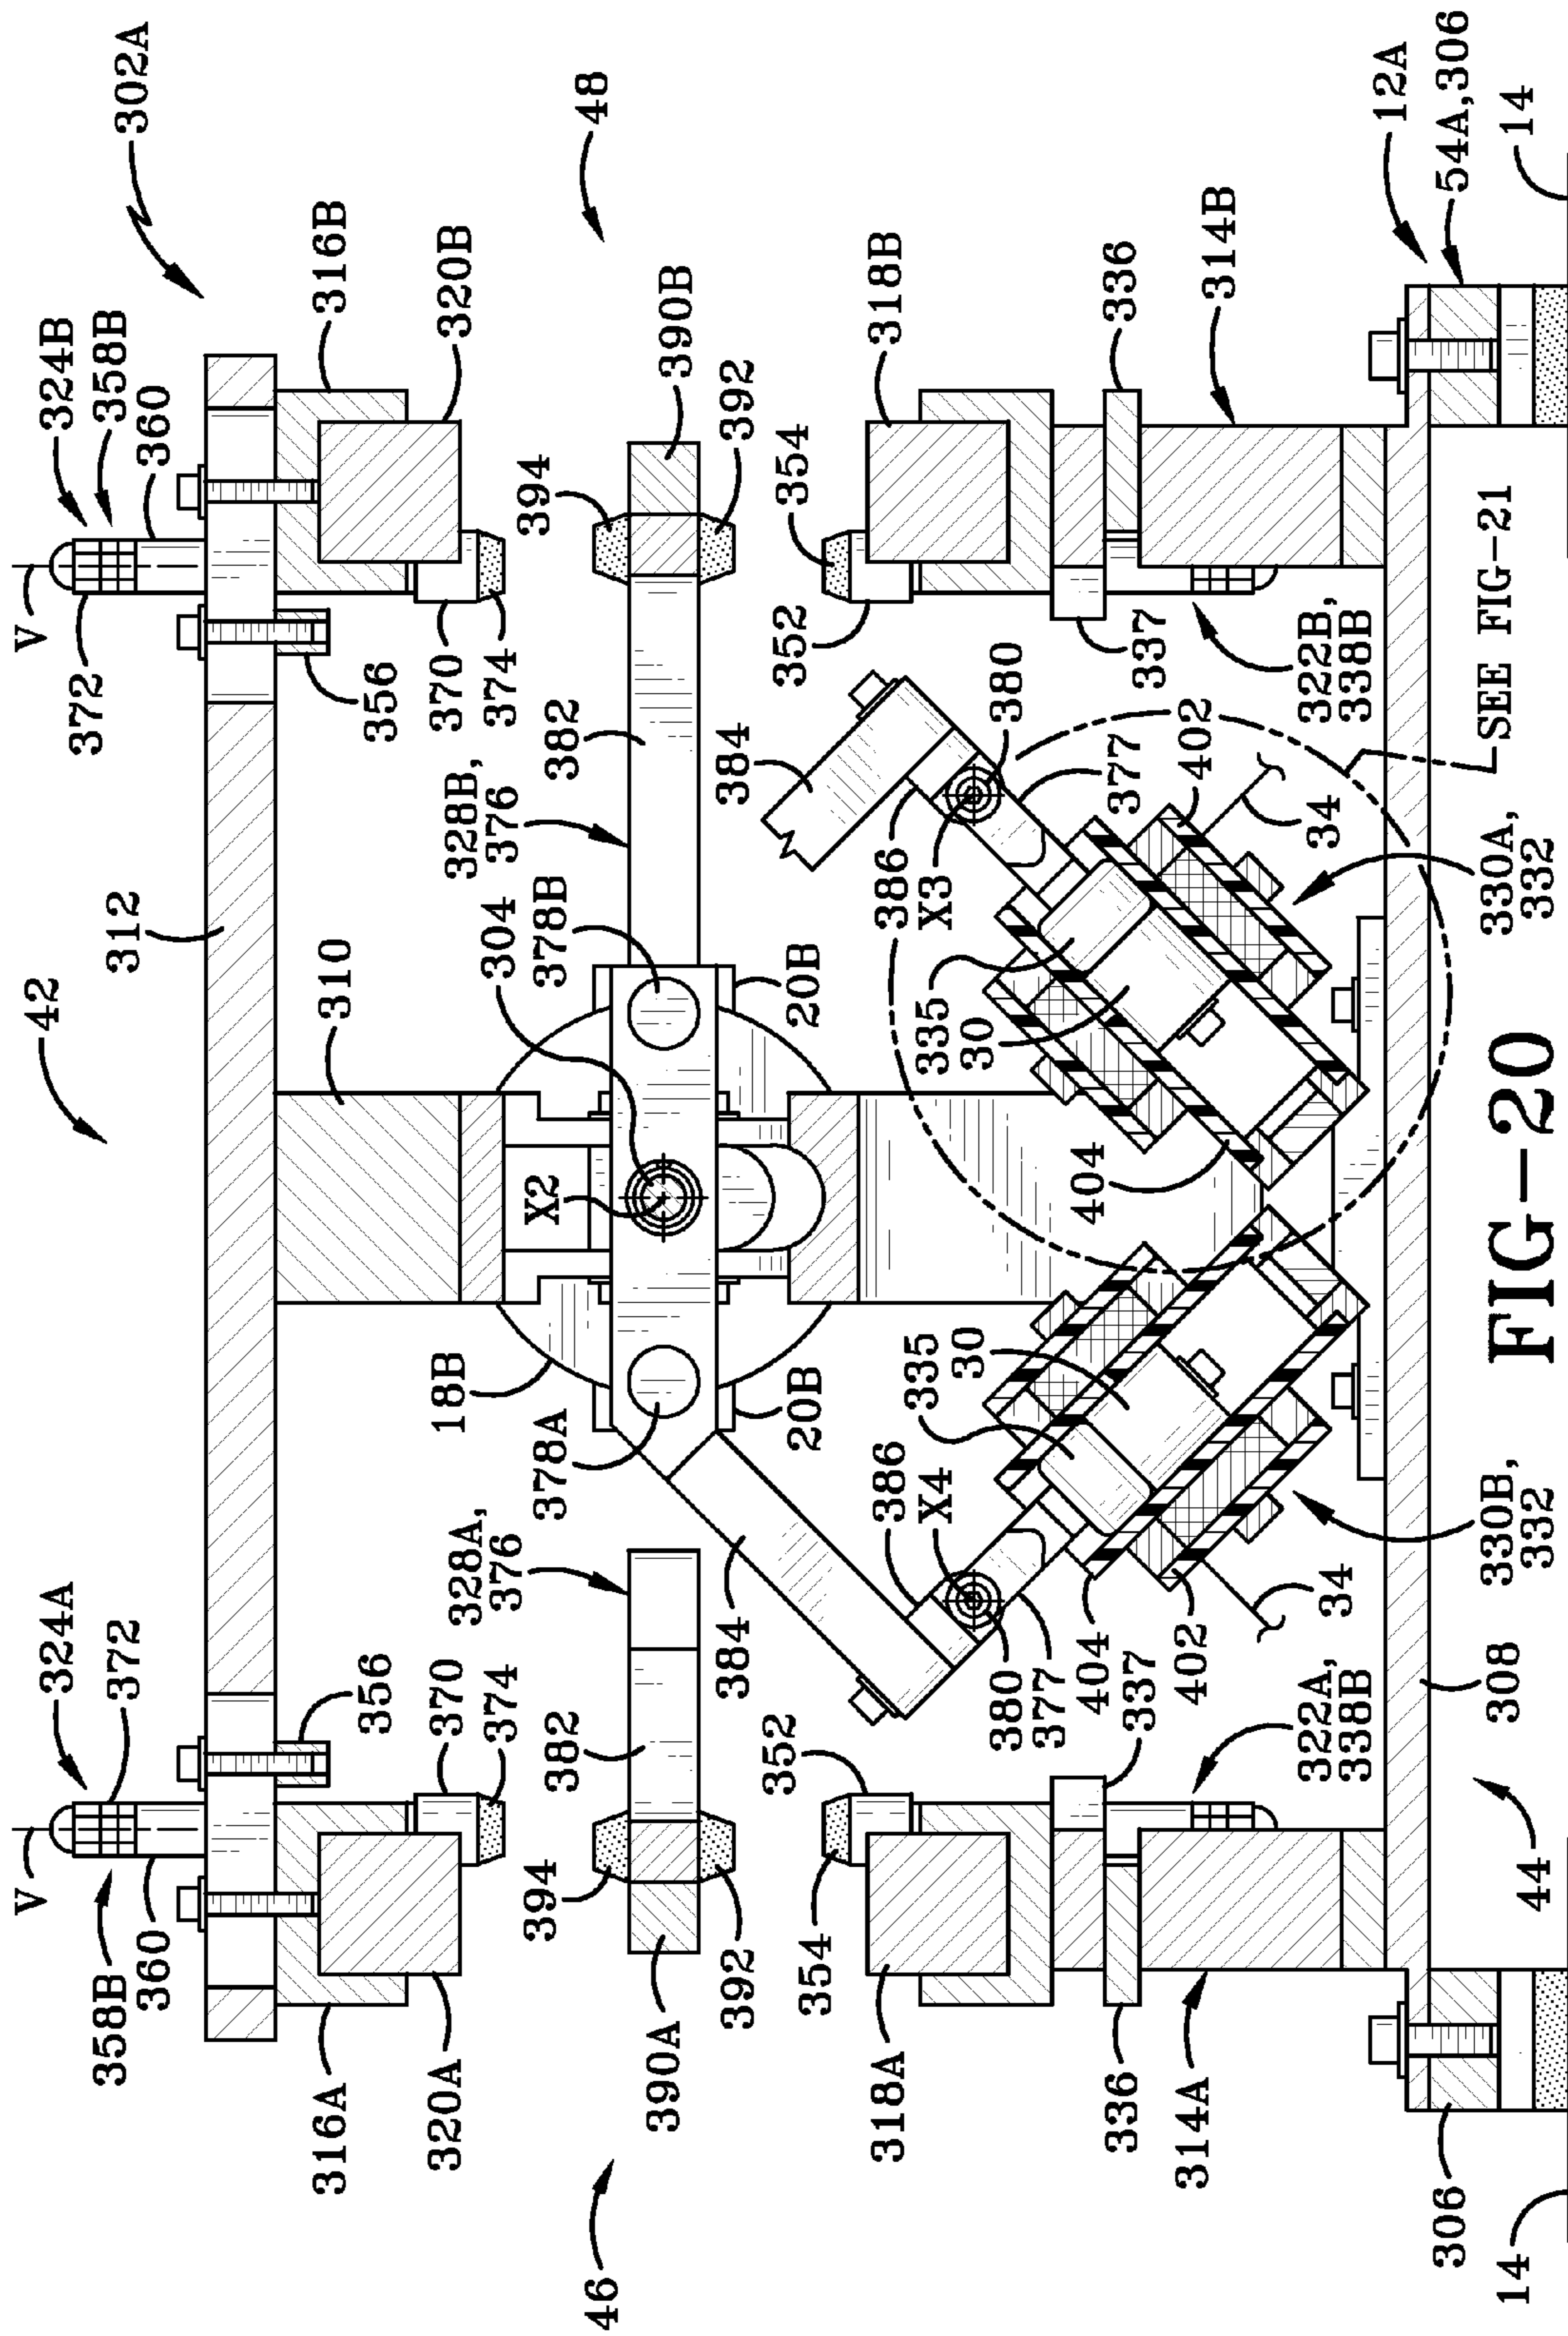 42
302A
324A
324B
V
358B
372
360
V
372
358B
360
312
316A
320A
356
370
374
310
356
370
374
316B
320B
46
48
390A
394
392
382
328A,
376
384
378A
18B
20B
X2
304
378B
20B
328B,
376
382
394
390B
392
318A
354
352
386
X4
380
377
335
30
404
402
337
34
384
386
X3
335
30
380
377
402
34
404
352
354
318B
336
314A
322A,
338B
337
322B,
338B
336
314B
12A
54A,306
14
306
14
44
308
330B,
332
330A,
332
SEE FIG-21
FIG-20